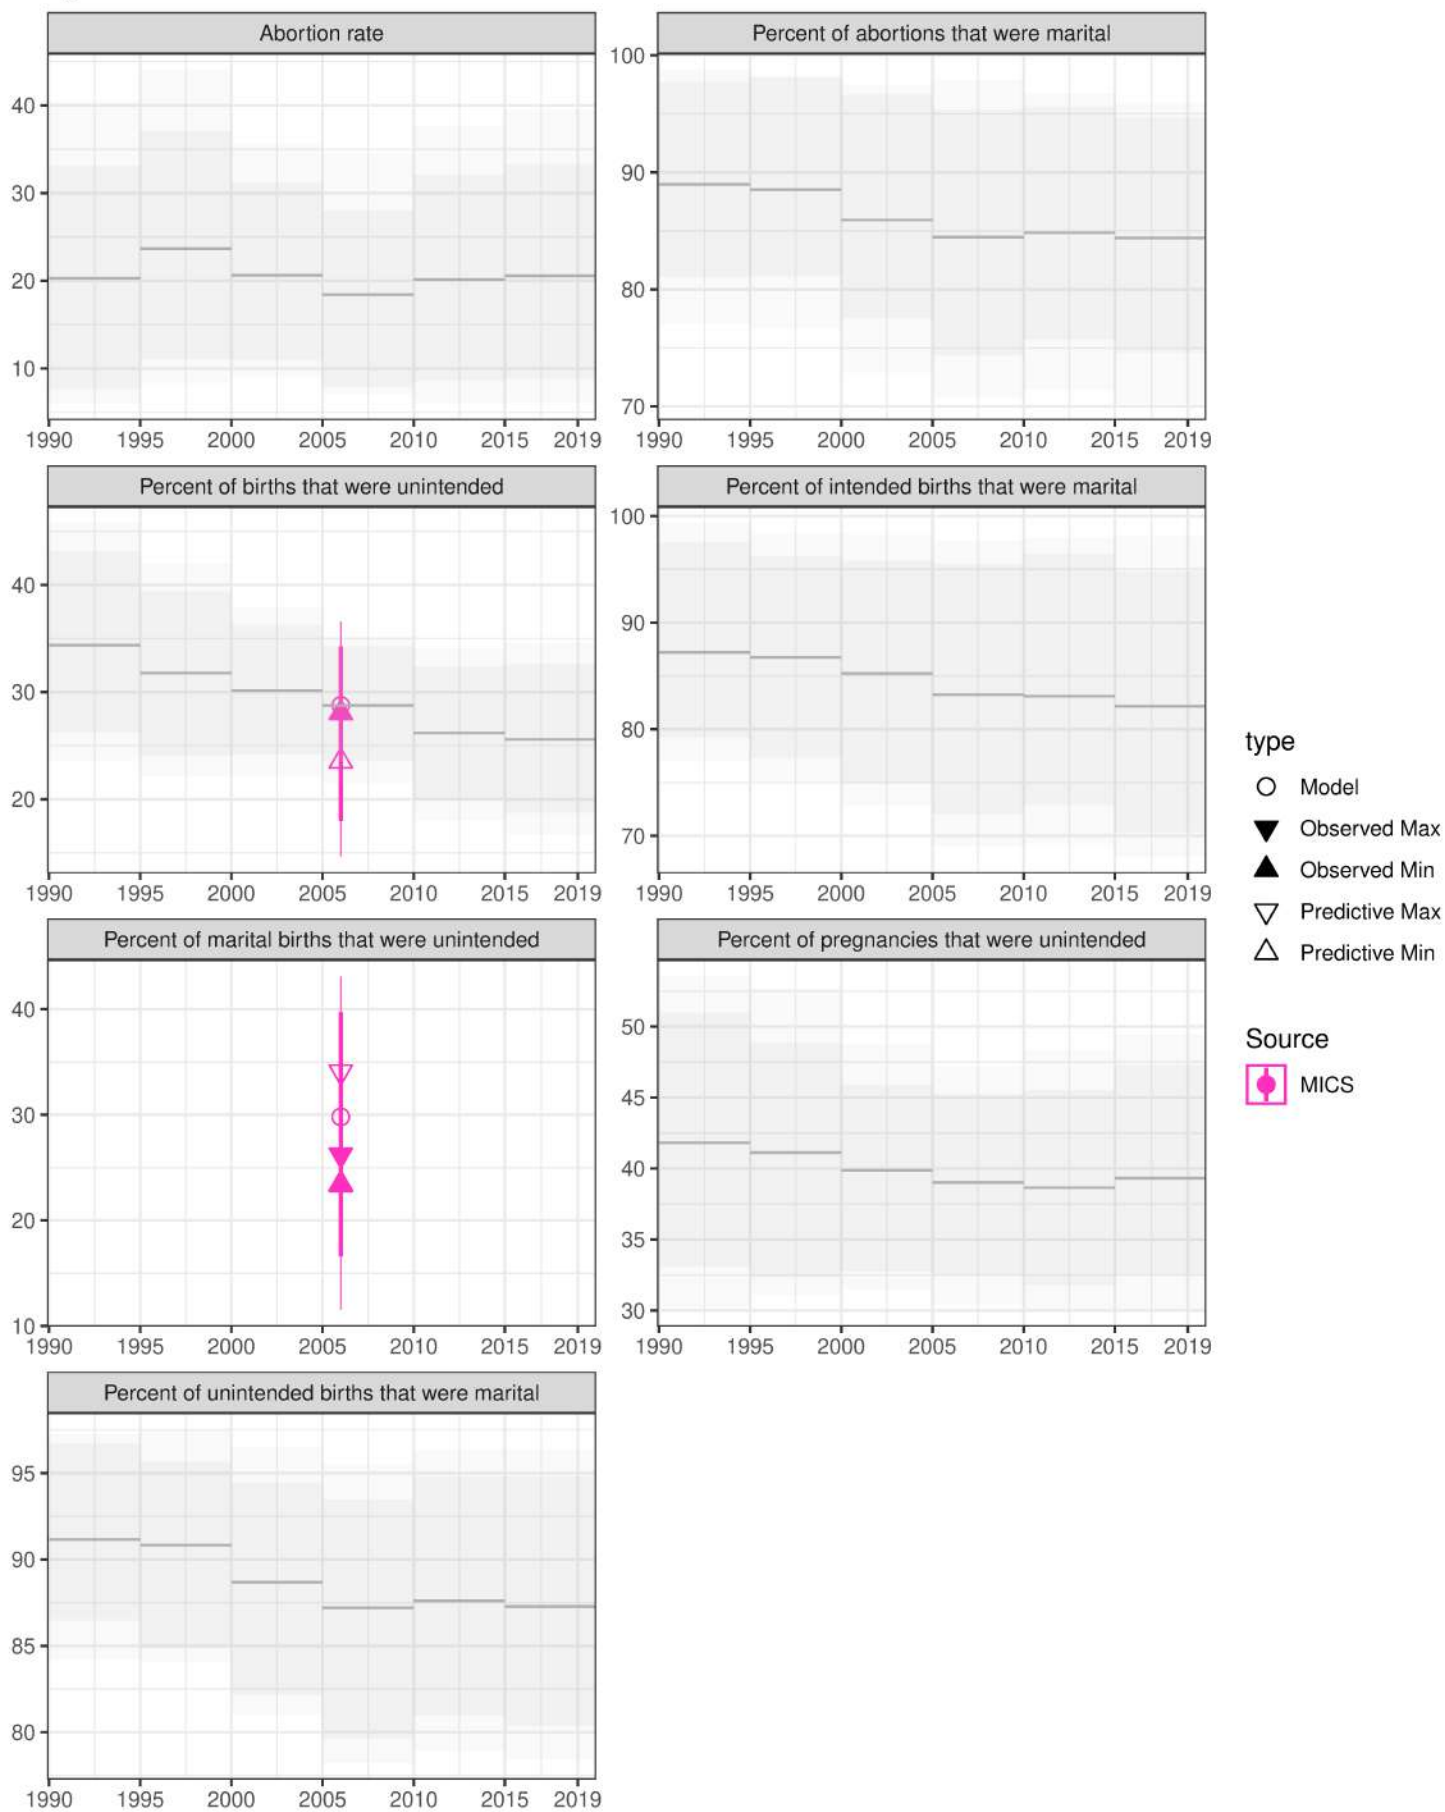 Abortion rate
Percent of abortions that were marital
40
30
20
10
1990 1995 2000 2005 2010 2015 2019
100
90
80
70
1990 1995 2000 2005 2010 2015 2019
Percent of births that were unintended
Percent of intended births that were marital
40
30
20
1990 1995 2000 2005 2010 2015 2019
100
90
80
70
1990 1995 2000 2005 2010 2015 2019
Percent of marital births that were unintended
Percent of pregnancies that were unintended
40
30
20
10
1990 1995 2000 2005 2010 2015 2019
50
45
40
35
30
1990 1995 2000 2005 2010 2015 2019
Percent of unintended births that were marital
95
90
85
80
1990 1995 2000 2005 2010 2015 2019
type
Model
Observed Max
Observed Min
Predictive Max
Predictive Min
Source
MICS